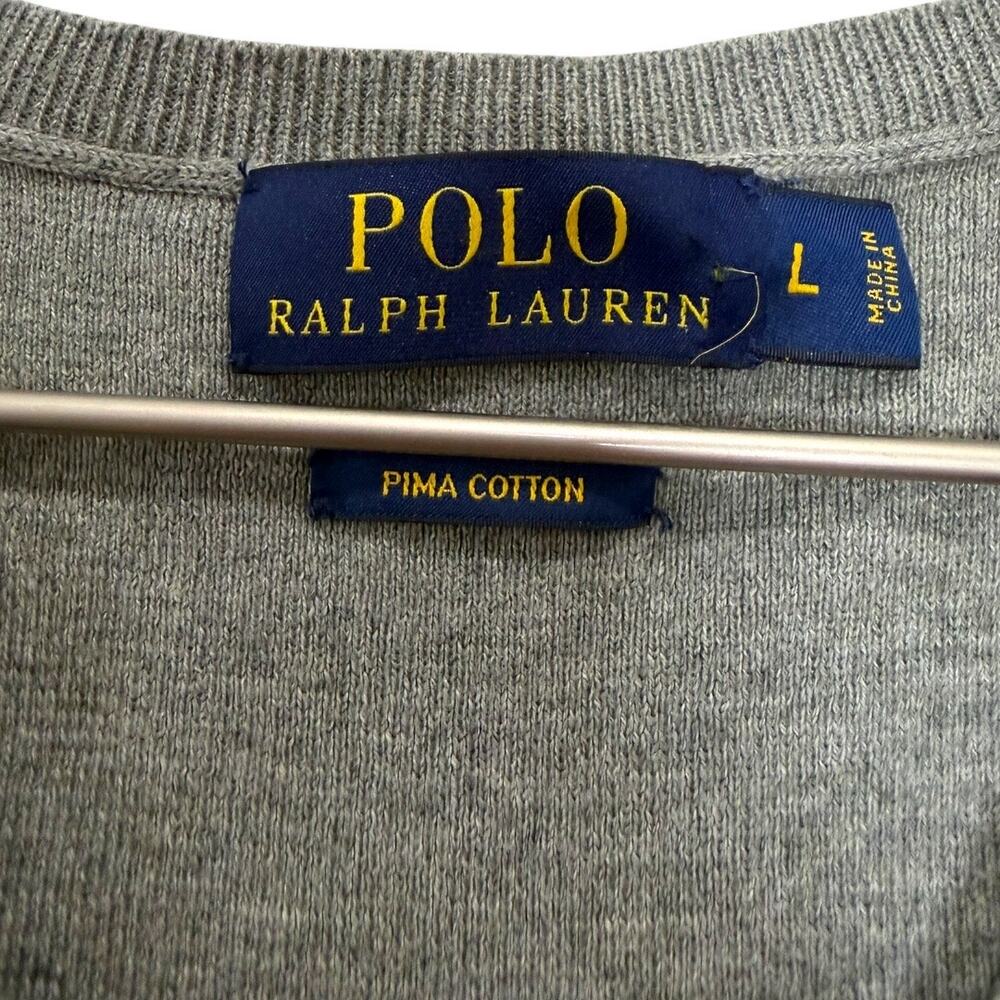 POLO
RALPH LAUREN
L
MADE IN
CHINA
PIMA COTTON